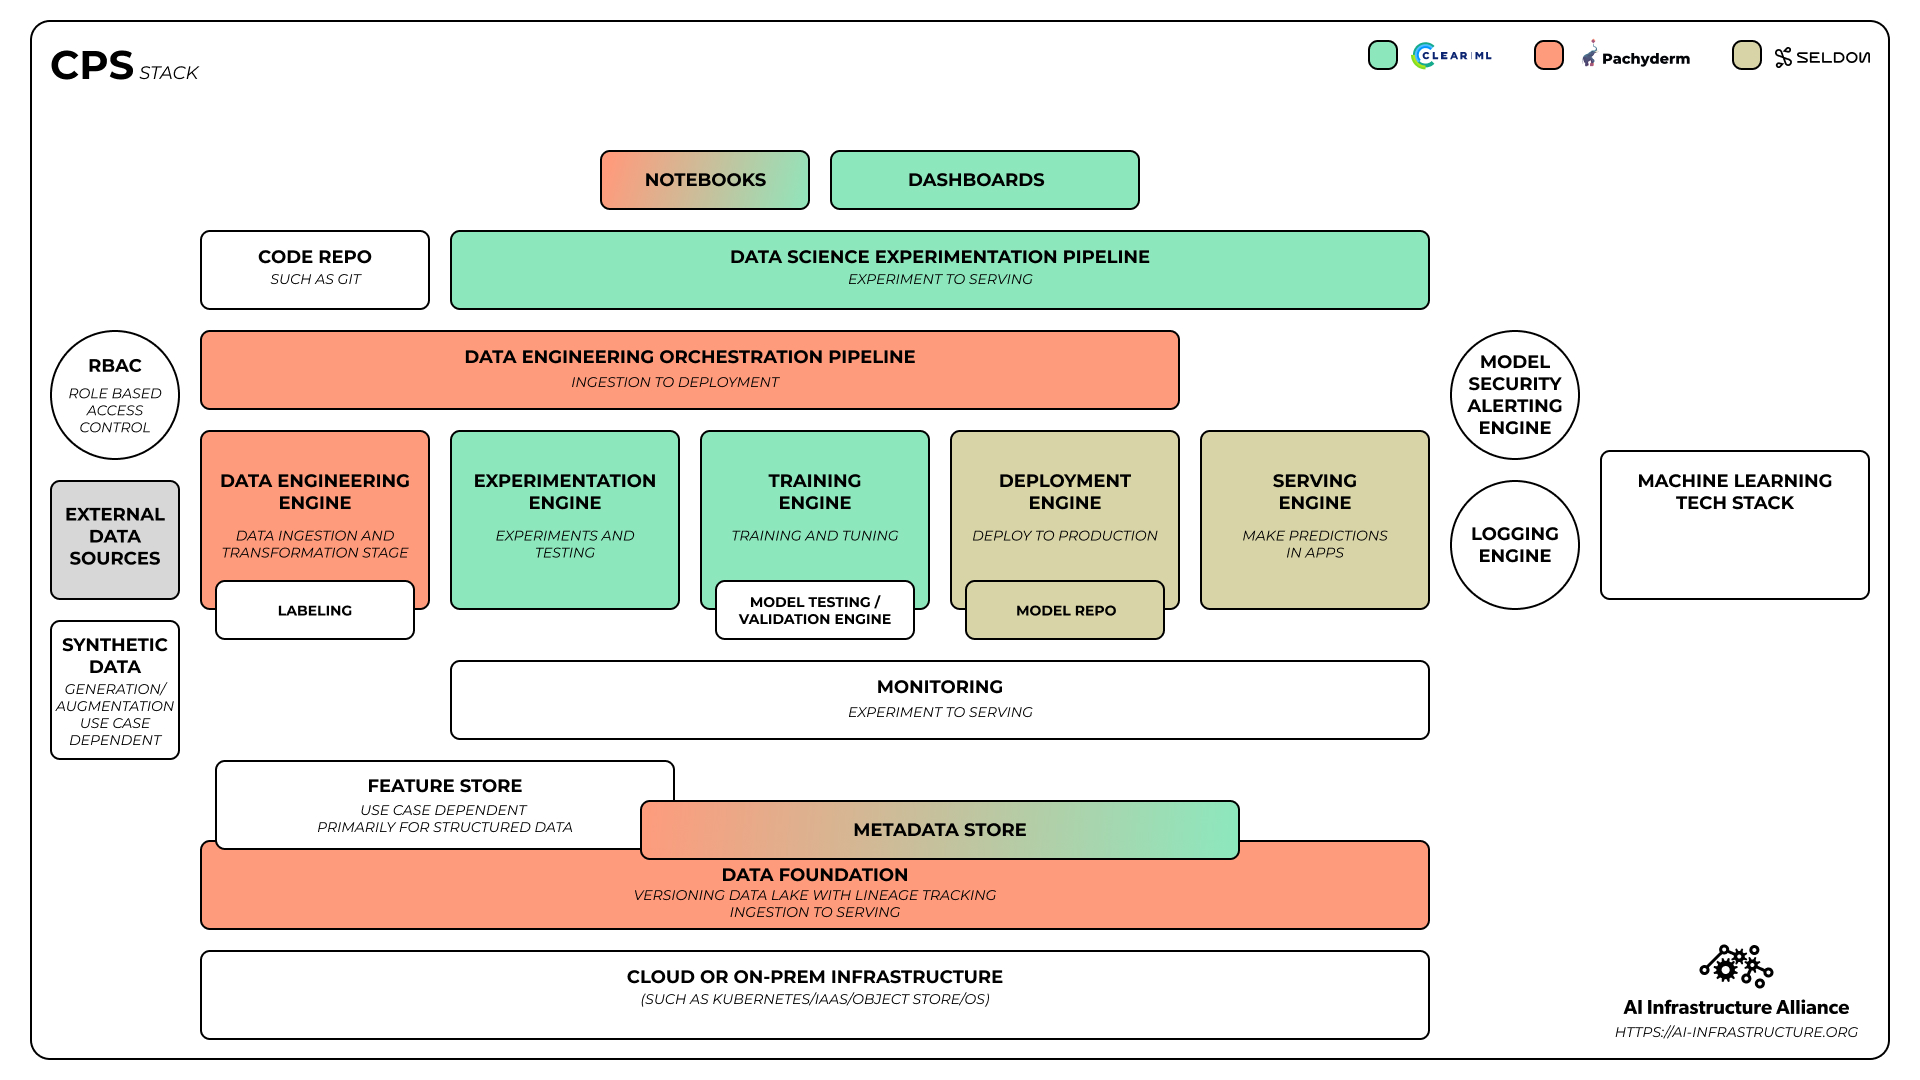 CPS STACK
CLEAR|ML
Pachyderm
SELDON
NOTEBOOKS
DASHBOARDS
CODE REPO
SUCH AS GIT
DATA SCIENCE EXPERIMENTATION PIPELINE
EXPERIMENT TO SERVING
RBAC
ROLE BASED
ACCESS
CONTROL
DATA ENGINEERING ORCHESTRATION PIPELINE
INGESTION TO DEPLOYMENT
MODEL
SECURITY
ALERTING
ENGINE
EXTERNAL
DATA
SOURCES
DATA ENGINEERING
ENGINE
DATA INGESTION AND
TRANSFORMATION STAGE
LABELING
EXPERIMENTATION
ENGINE
EXPERIMENTS AND
TESTING
TRAINING
ENGINE
TRAINING AND TUNING
MODEL TESTING /
VALIDATION ENGINE
DEPLOYMENT
ENGINE
DEPLOY TO PRODUCTION
MODEL REPO
SERVING
ENGINE
MAKE PREDICTIONS
IN APPS
LOGGING
ENGINE
MACHINE LEARNING
TECH STACK
SYNTHETIC
DATA
GENERATION/
AUGMENTATION
USE CASE
DEPENDENT
MONITORING
EXPERIMENT TO SERVING
FEATURE STORE
USE CASE DEPENDENT
PRIMARILY FOR STRUCTURED DATA
METADATA STORE
DATA FOUNDATION
VERSIONING DATA LAKE WITH LINEAGE TRACKING
INGESTION TO SERVING
CLOUD OR ON-PREM INFRASTRUCTURE
(SUCH AS KUBERNETES/IAAS/OBJECT STORE/OS)
AI Infrastructure Alliance
HTTPS://AI-INFRASTRUCTURE.ORG